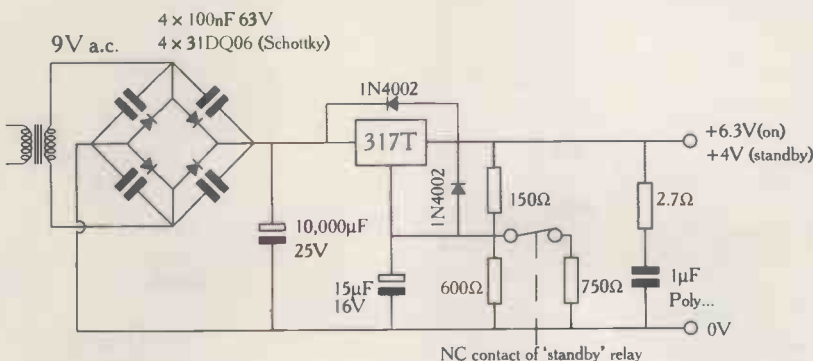 4 x 100nF 63V
4 x 31DQ06 (Schottky)
9V a.c.
1N4002
317T
+6.3V(on)
+4V (standby)
1N4002
150Ω
2.7Ω
10,000µF
25V
15µF
16V
600Ω
750Ω
1µF
Poly...
0V
NC contact of 'standby' relay